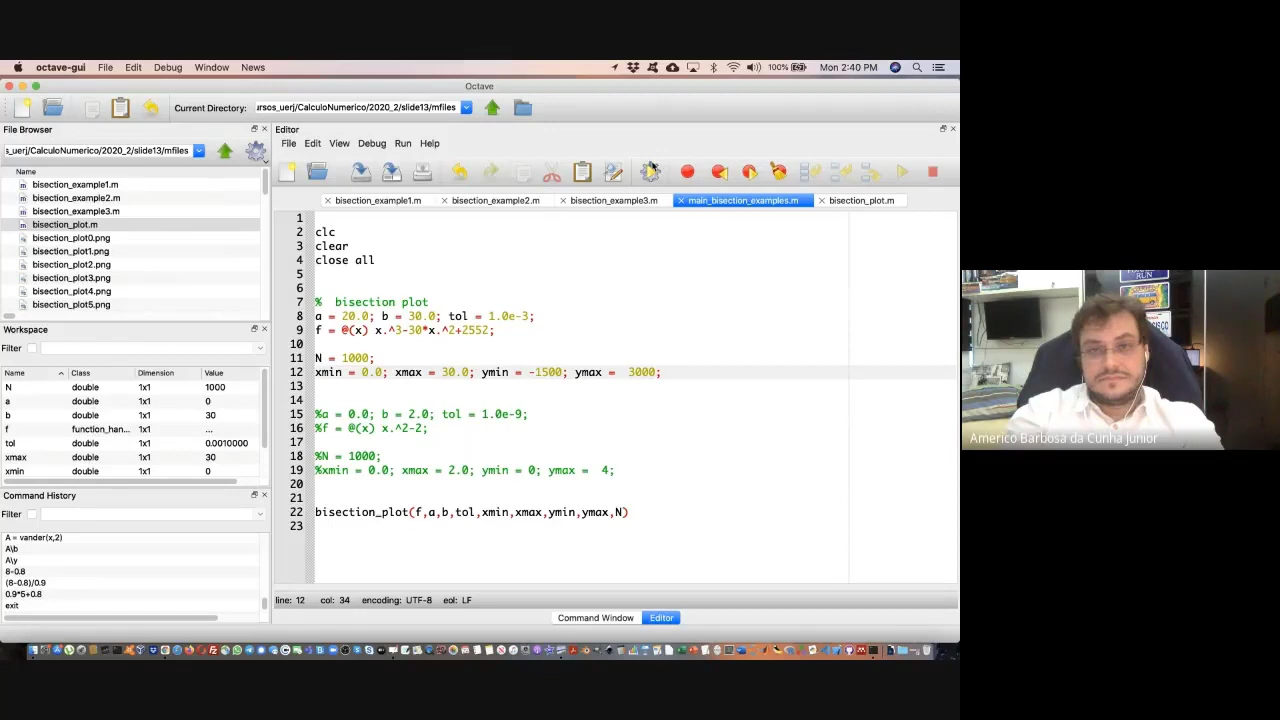 octave-gui File Edit Debug Window News 100% Mon 2:40 PM
Octave
Current Directory: ırsos_uerj/CalculoNumerico/2020_2/slide13/mfiles
File Browser
s_uerj/CalculoNumerico/2020_2/slide13/mfiles
Name
bisection_example1.m
bisection_example2.m
bisection_example3.m
bisection_plot.m
bisection_plot0.png
bisection_plot1.png
bisection_plot2.png
bisection_plot3.png
bisection_plot4.png
bisection_plot5.png
Workspace
Filter
Name Class Dimension Value
N double 1x1 1000
a double 1x1 0
b double 1x1 30
f function_han... 1x1 ...
tol double 1x1 0.0010000
xmax double 1x1 30
xmin double 1x1 0
Command History
Filter
A = vander(x,2)
A\b
A\y
8-0.8
(8-0.8)/0.9
0.9*5+0.8
exit
Editor
File Edit View Debug Run Help
bisection_example1.m bisection_example2.m bisection_example3.m main_bisection_examples.m bisection_plot.m
1
2 clc
3 clear
4 close all
5
6
7 % bisection plot
8 a = 20.0; b = 30.0; tol = 1.0e-3;
9 f = @(x) x.^3-30*x.^2+2552;
10
11 N = 1000;
12 xmin = 0.0; xmax = 30.0; ymin = -1500; ymax = 3000;
13
14
15 %a = 0.0; b = 2.0; tol = 1.0e-9;
16 %f = @(x) x.^2-2;
17
18 %N = 1000;
19 %xmin = 0.0; xmax = 2.0; ymin = 0; ymax = 4;
20
21
22 bisection_plot(f,a,b,tol,xmin,xmax,ymin,ymax,N)
23
line: 12 col: 34 encoding: UTF-8 eol: LF
Command Window Editor
RUN
Americo Barbosa da Cunha Junior